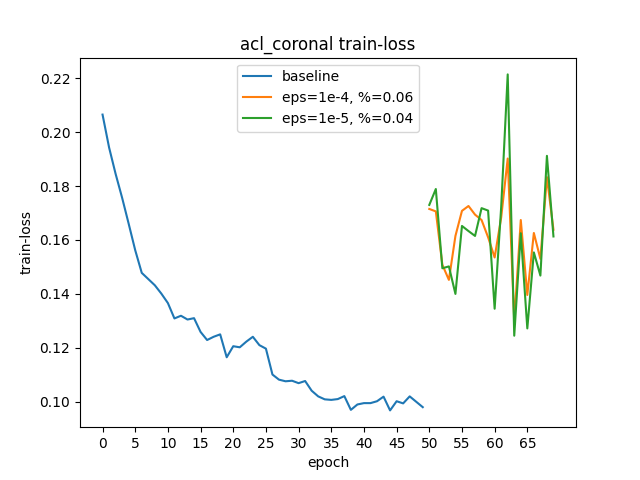 acl_coronal train-loss
baseline
eps=1e-4, %=0.06
eps=1e-5, %=0.04
train-loss
0.22
0.20
0.18
0.16
0.14
0.12
0.10
0 5 10 15 20 25 30 35 40 45 50 55 60 65
epoch